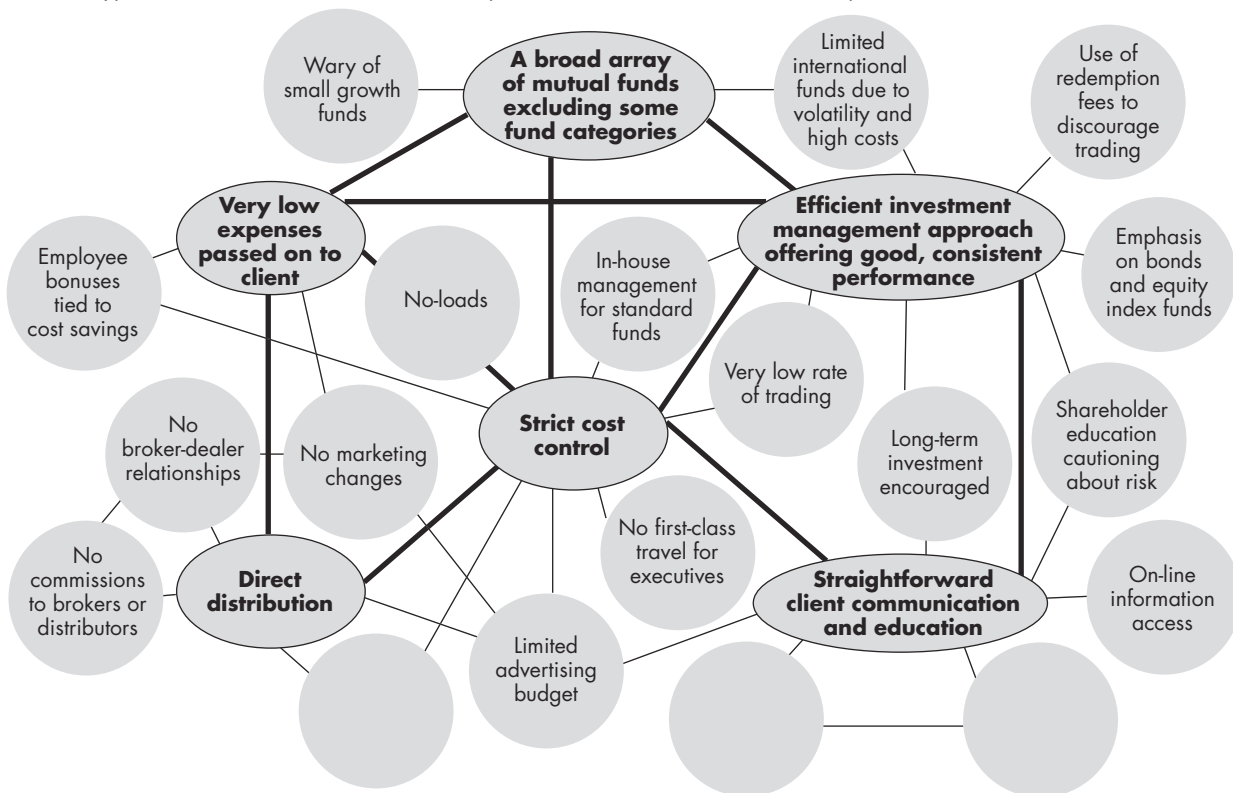 Wary of
small growth
funds
A broad array
of mutual funds
excluding some
fund categories
Limited
international
funds due to
volatility and
high costs
Use of
redemption
fees to
discourage
trading
Very low
expenses
passed on to
client
Efficient investment
management approach
offering good, consistent
performance
Employee
bonuses
tied to
cost savings
No-loads
In-house
management
for standard
funds
Emphasis
on bonds
and equity
index funds
Very low rate
of trading
Strict cost
control
No
broker-dealer
relationships
No marketing
changes
Long-term
investment
encouraged
Shareholder
education
cautioning
about risk
No
commissions
to brokers or
distributors
Direct
distribution
No first-class
travel for
executives
Straightforward
client communication
and education
On-line
information
access
Limited
advertising
budget